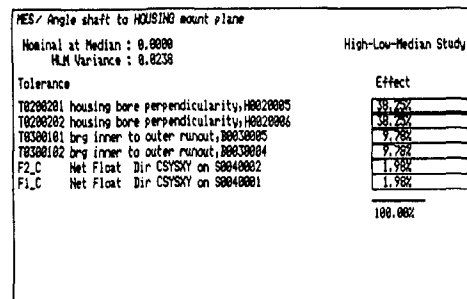 MES/ Angle shaft to HOUSING mount plane
Nominal at Median : 0.0000
High-Low-Median Study
HLM Variance : 0.0238
Tolerance Effect
T0200201 housing bore perpendicularity,H0020005 38.25%
T0200202 housing bore perpendicularity,H0020006 38.25%
T0300101 brg inner to outer runout,B0030005 9.78%
T0300102 brg inner to outer runout,B0030004 9.78%
F2_C Net Float Dir CSYSXY on S0040002 1.98%
F1_C Net Float Dir CSYSXY on S0040001 1.98%
100.00%